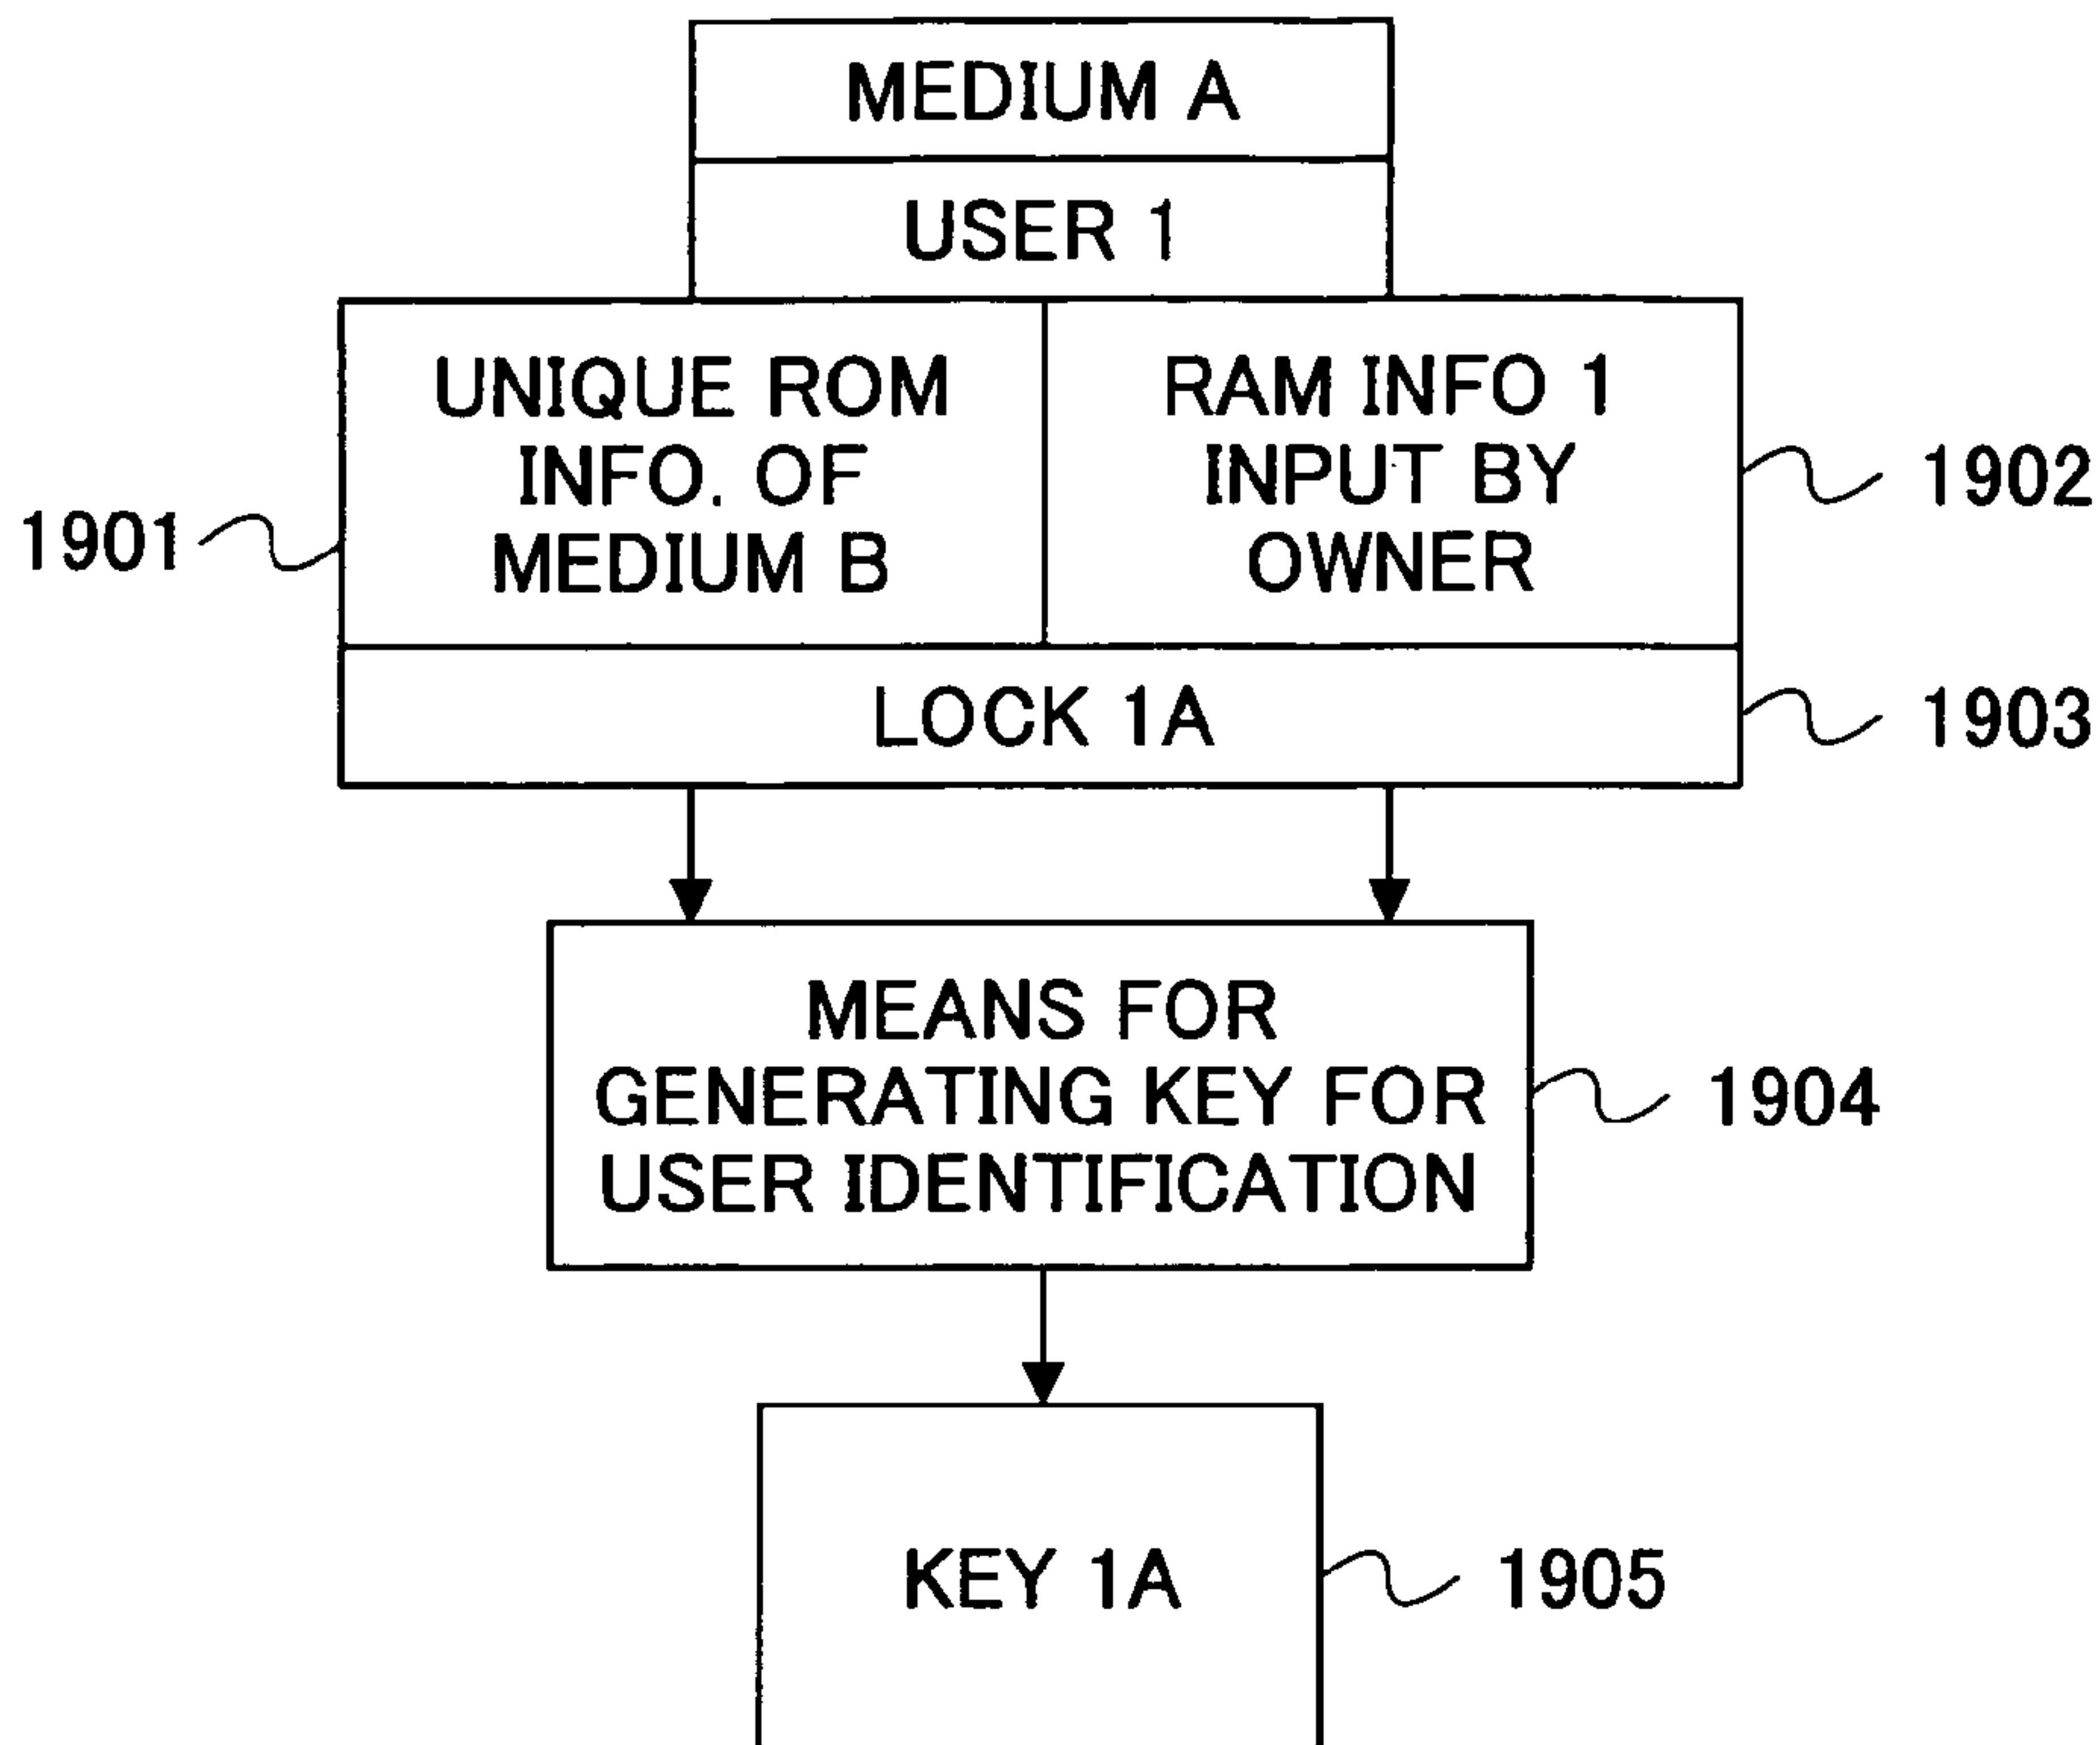 MEDIUM A
USER 1
UNIQUE ROM
INFO. OF
MEDIUM B
RAM INFO 1
INPUT BY
OWNER
1901
1902
LOCK 1A
1903
MEANS FOR
GENERATING KEY FOR
USER IDENTIFICATION
1904
KEY 1A
1905